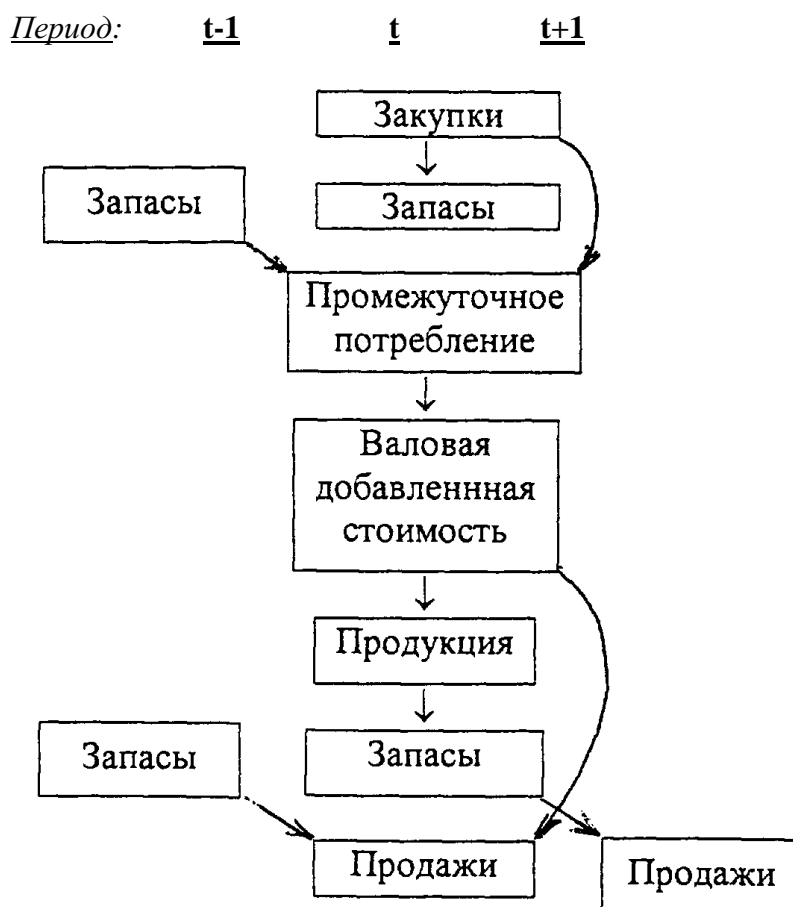 Период: t-1 t t+1
Закупки
Запасы
Запасы
Промежуточное
потребление
Валовая
добавленнная
стоимость
Продукция
Запасы
Запасы
Продажи
Продажи